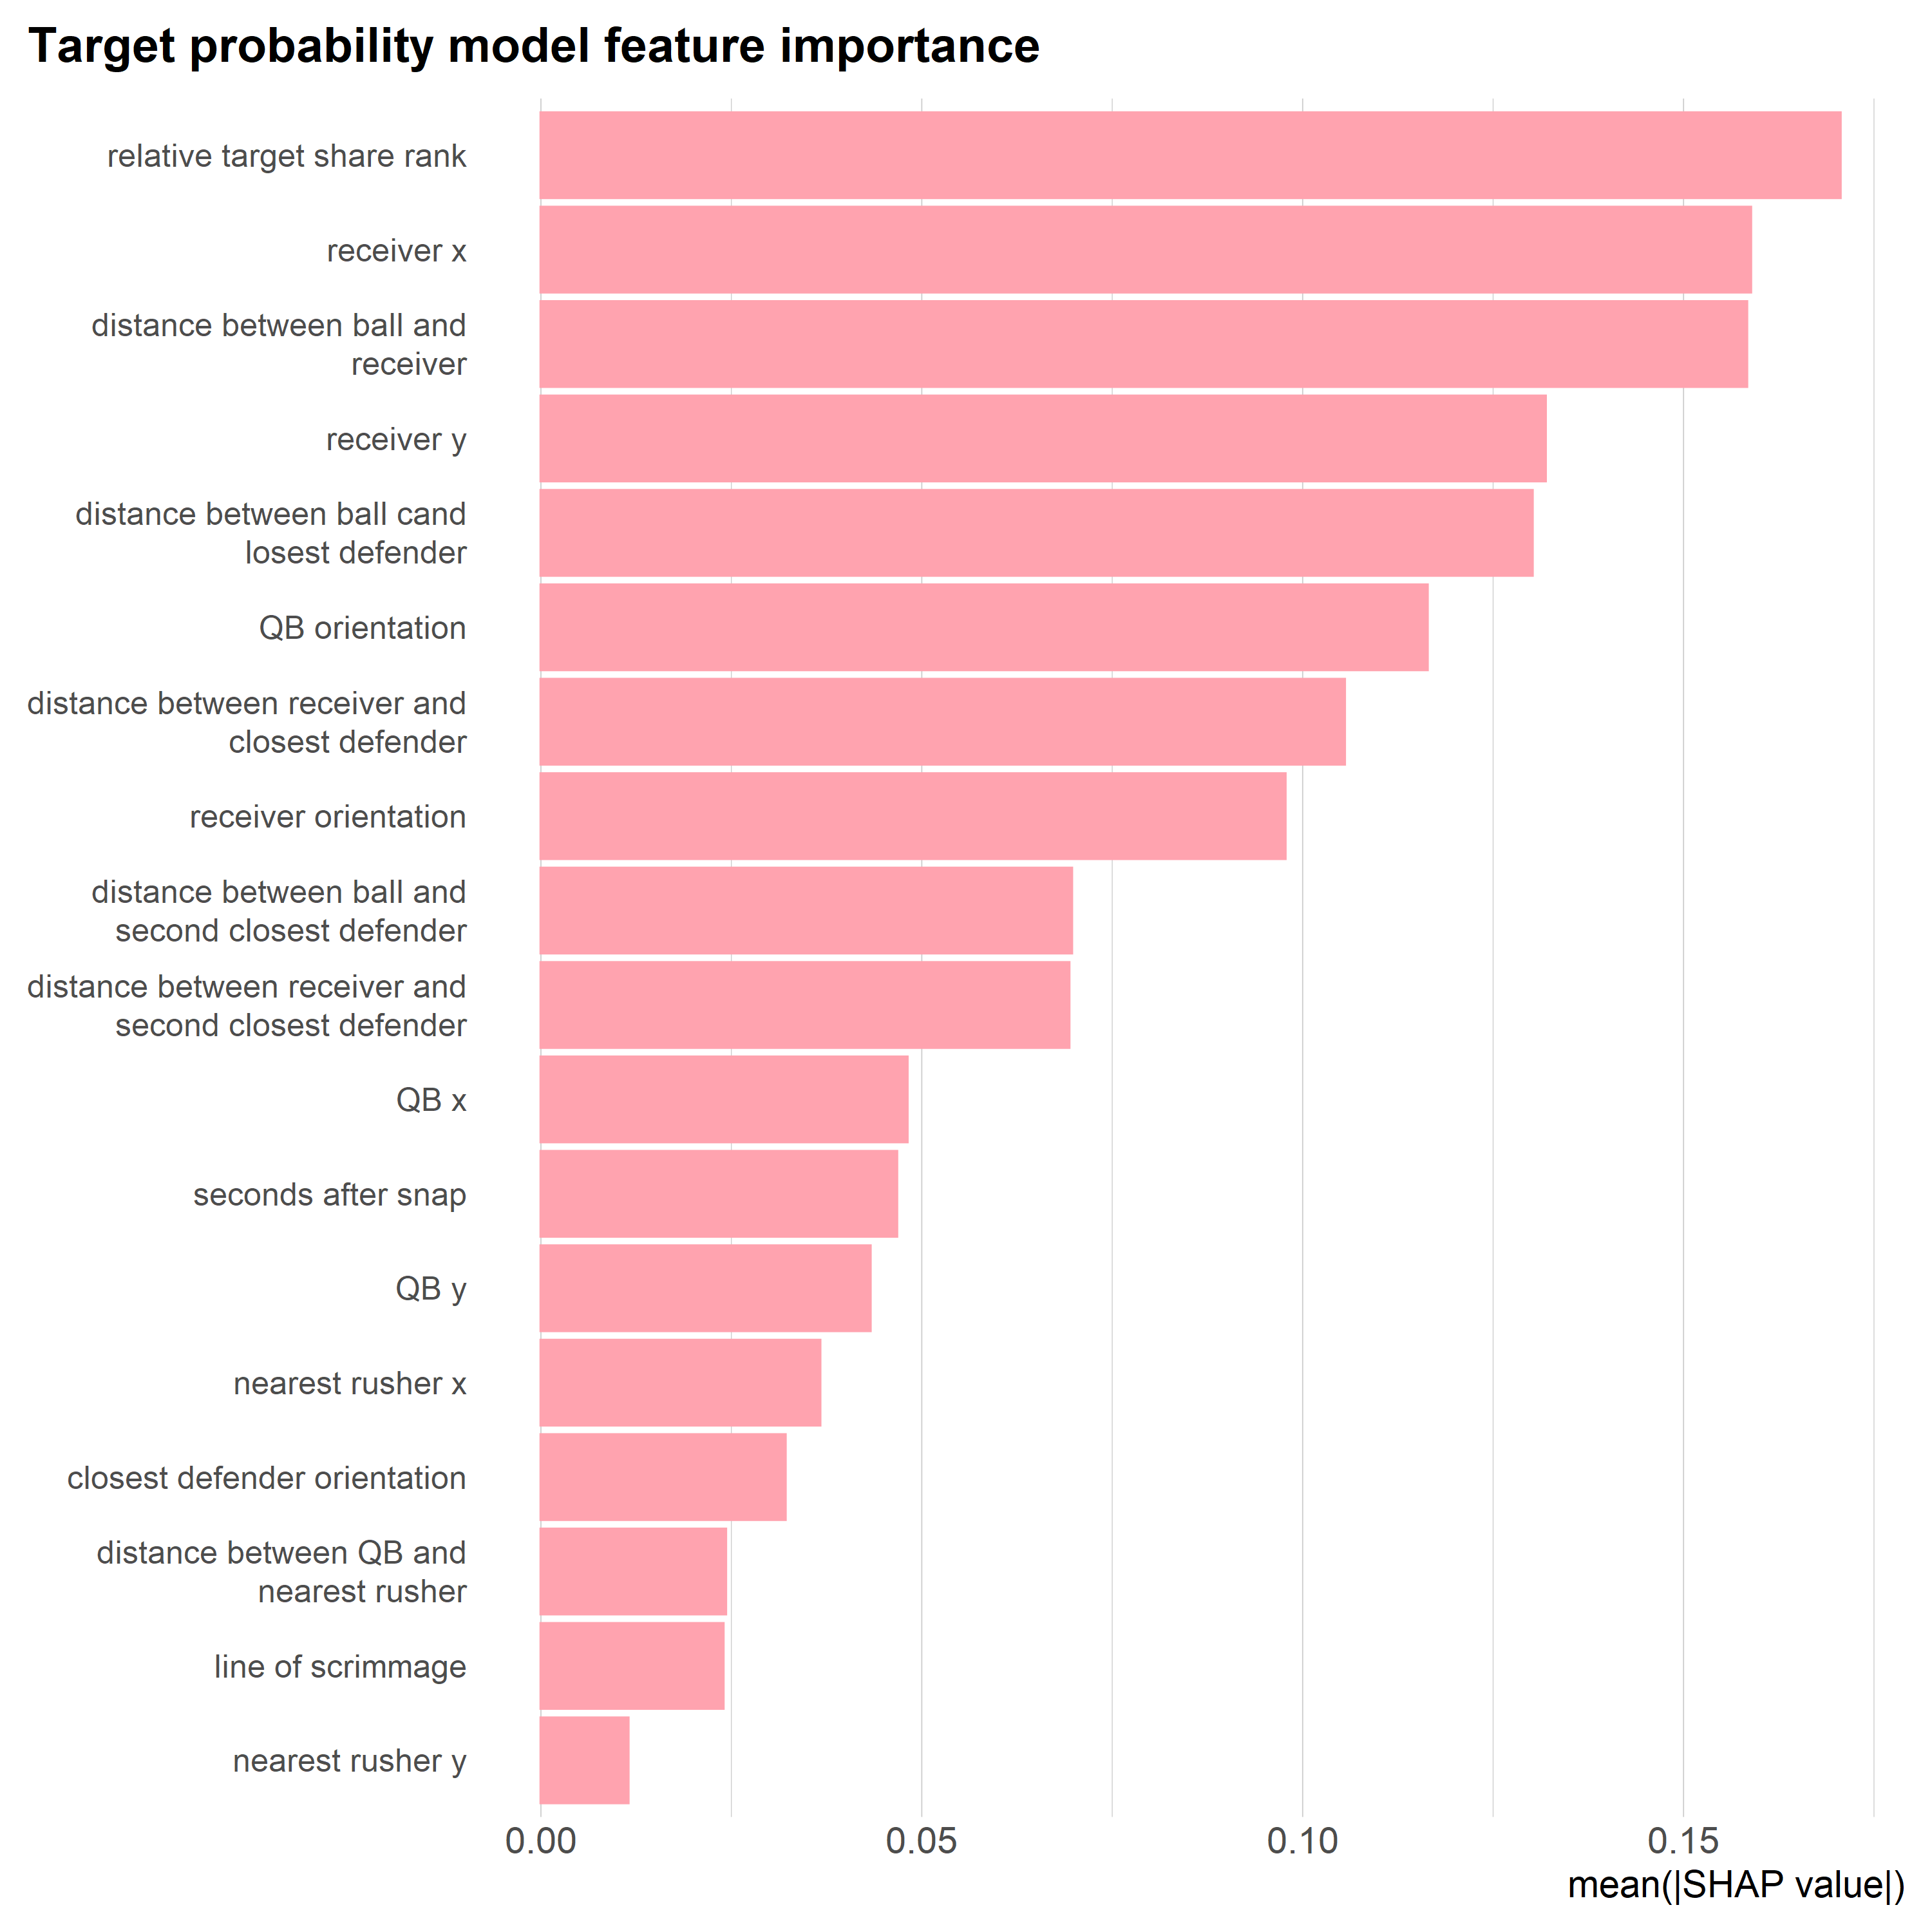 Target probability model feature importance
relative target share rank
receiver x
distance between ball and
receiver
receiver y
distance between ball cand
losest defender
QB orientation
distance between receiver and
closest defender
receiver orientation
distance between ball and
second closest defender
distance between receiver and
second closest defender
QB x
seconds after snap
QB y
nearest rusher x
closest defender orientation
distance between QB and
nearest rusher
line of scrimmage
nearest rusher y
0.00 0.05 0.10 0.15
mean(|SHAP value|)